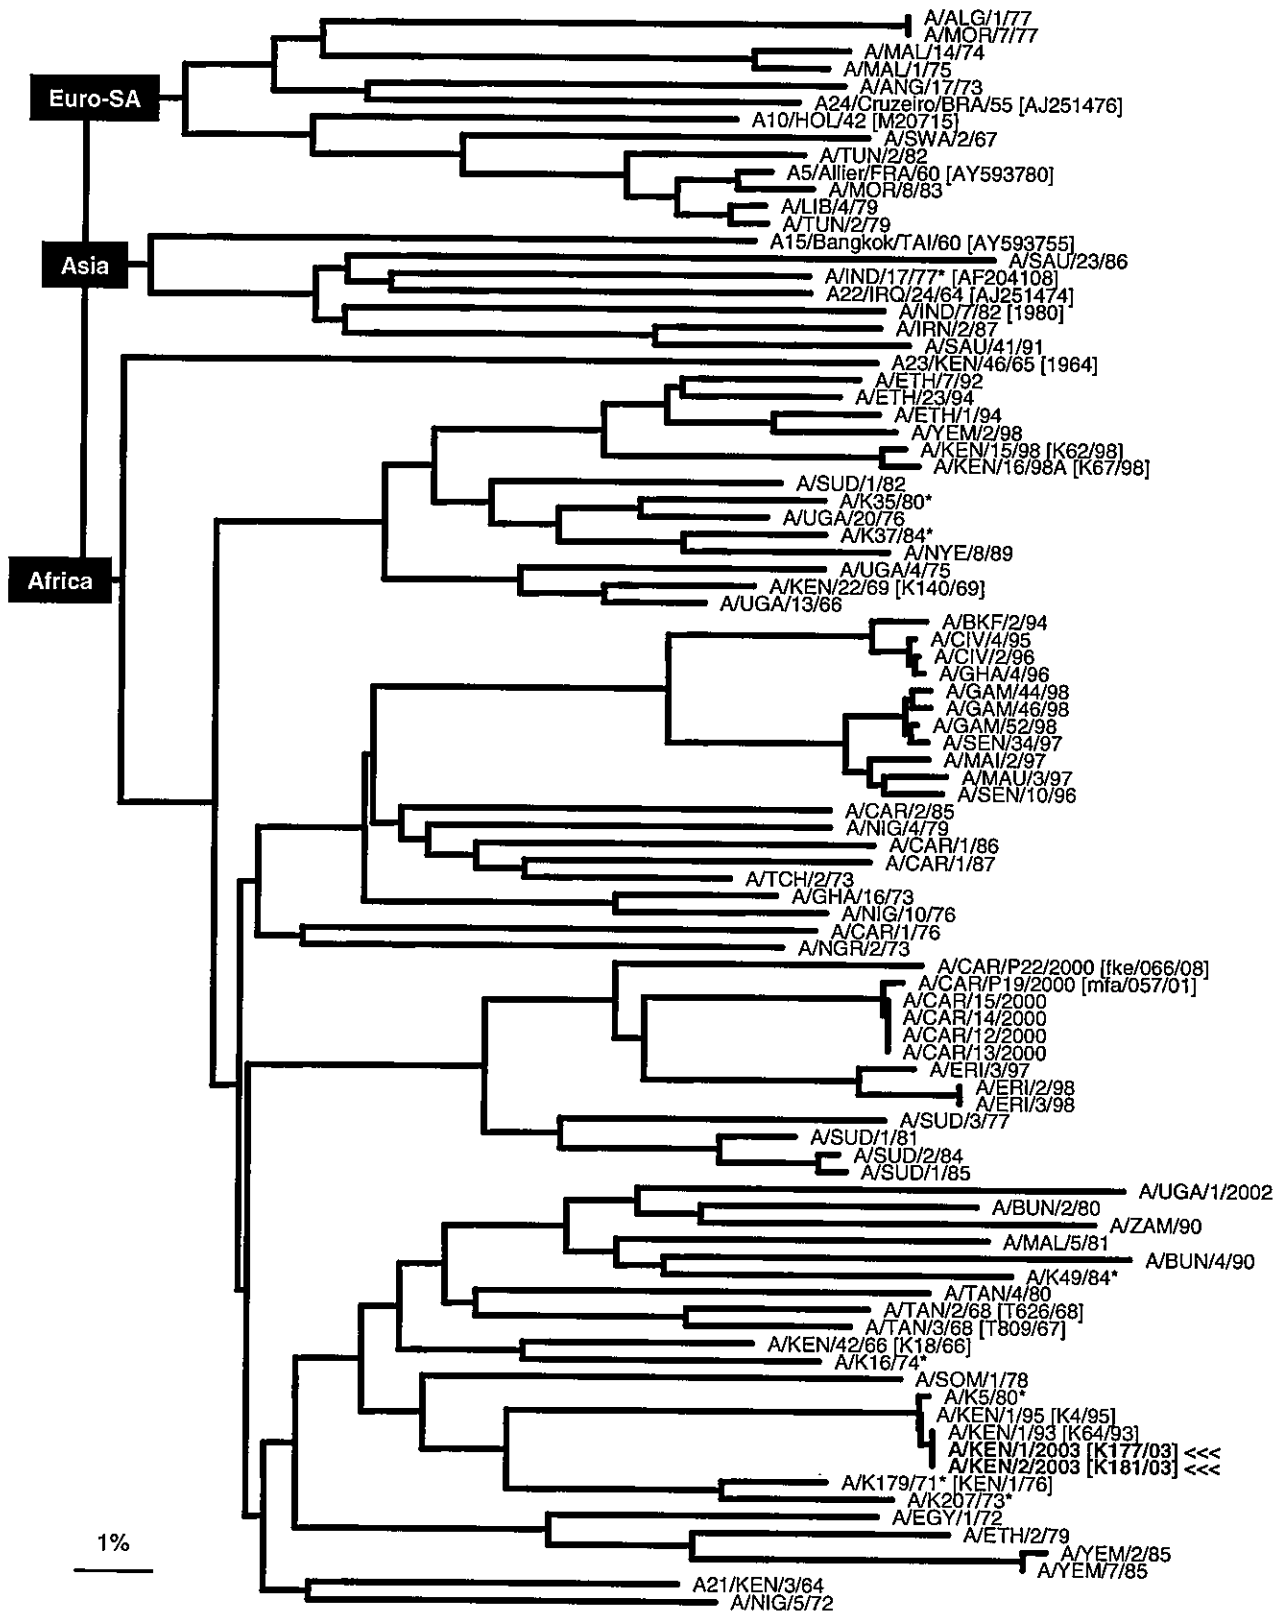 A/ALG/1/77
A/MOR/7/77
A/MAL/14/74
A/MAL/1/75
A/ANG/17/73
Euro-SA
A24/Cruzeiro/BRA/55 [AJ251476]
A10/HOL/42 [M20715]
A/SWA/2/67
A/TUN/2/82
A5/Allier/FRA/60 [AY593780]
A/MOR/8/83
A/LIB/4/79
A/TUN/2/79
A15/Bangkok/TAI/60 [AY593755]
Asia
A/SAU/23/86
A/IND/17/77* [AF204108]
A22/IRQ/24/64 [AJ251474]
A/IND/7/82 [1980]
A/IRN/2/87
A/SAU/41/91
A23/KEN/46/65 [1964]
A/ETH/7/92
A/ETH/23/94
A/ETH/1/94
A/YEM/2/98
A/KEN/15/98 [K62/98]
A/KEN/16/98A [K67/98]
A/SUD/1/82
A/K35/80*
A/UGA/20/76
A/K37/84*
A/NYE/8/89
A/UGA/4/75
Africa
A/KEN/22/69 [K140/69]
A/UGA/13/66
A/BKF/2/94
A/CIV/4/95
A/CIV/2/96
A/GHA/4/96
A/GAM/44/98
A/GAM/46/98
A/GAM/52/98
A/SEN/34/97
A/MAI/2/97
A/MAU/3/97
A/SEN/10/96
A/CAR/2/85
A/NIG/4/79
A/CAR/1/86
A/CAR/1/87
A/TCH/2/73
A/GHA/16/73
A/NIG/10/76
A/CAR/1/76
A/NGR/2/73
A/CAR/P22/2000 [fke/066/08]
A/CAR/P19/2000 [mfa/057/01]
A/CAR/15/2000
A/CAR/14/2000
A/CAR/12/2000
A/CAR/13/2000
A/ERI/3/97
A/ERI/2/98
A/ERI/3/98
A/SUD/3/77
A/SUD/1/81
A/SUD/2/84
A/SUD/1/85
A/UGA/1/2002
A/BUN/2/80
A/ZAM/90
A/MAL/5/81
A/BUN/4/90
A/K49/84*
A/TAN/4/80
A/TAN/2/68 [T626/68]
A/TAN/3/68 [T809/67]
A/KEN/42/66 [K18/66]
A/K16/74*
A/SOM/1/78
A/K5/80*
A/KEN/1/95 [K4/95]
A/KEN/1/93 [K64/93]
A/KEN/1/2003 [K177/03] <<<
A/KEN/2/2003 [K181/03] <<<
A/K179/71* [KEN/1/76]
A/K207/73*
A/EGY/1/72
A/ETH/2/79
1%
A/YEM/2/85
A/YEM/7/85
A21/KEN/3/64
A/NIG/5/72